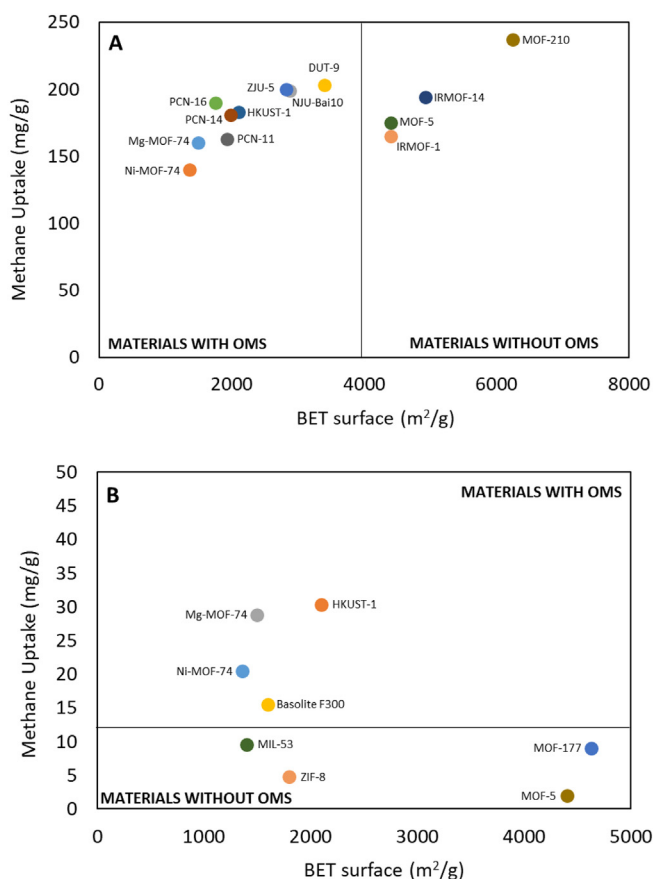 A
250
200
150
100
50
0
Methane Uptake (mg/g)
MOF-210
DUT-9
ZJU-5
NJU-Bai10
IRMOF-14
PCN-16
HKUST-1
PCN-14
MOF-5
Mg-MOF-74
PCN-11
IRMOF-1
Ni-MOF-74
MATERIALS WITH OMS
MATERIALS WITHOUT OMS
0 2000 4000 6000 8000
BET surface (m²/g)
B
50
45
40
35
30
25
20
15
10
5
0
Methane Uptake (mg/g)
MATERIALS WITH OMS
Mg-MOF-74
HKUST-1
Ni-MOF-74
Basolite F300
MIL-53
MOF-177
ZIF-8
MOF-5
MATERIALS WITHOUT OMS
0 1000 2000 3000 4000 5000
BET surface (m²/g)